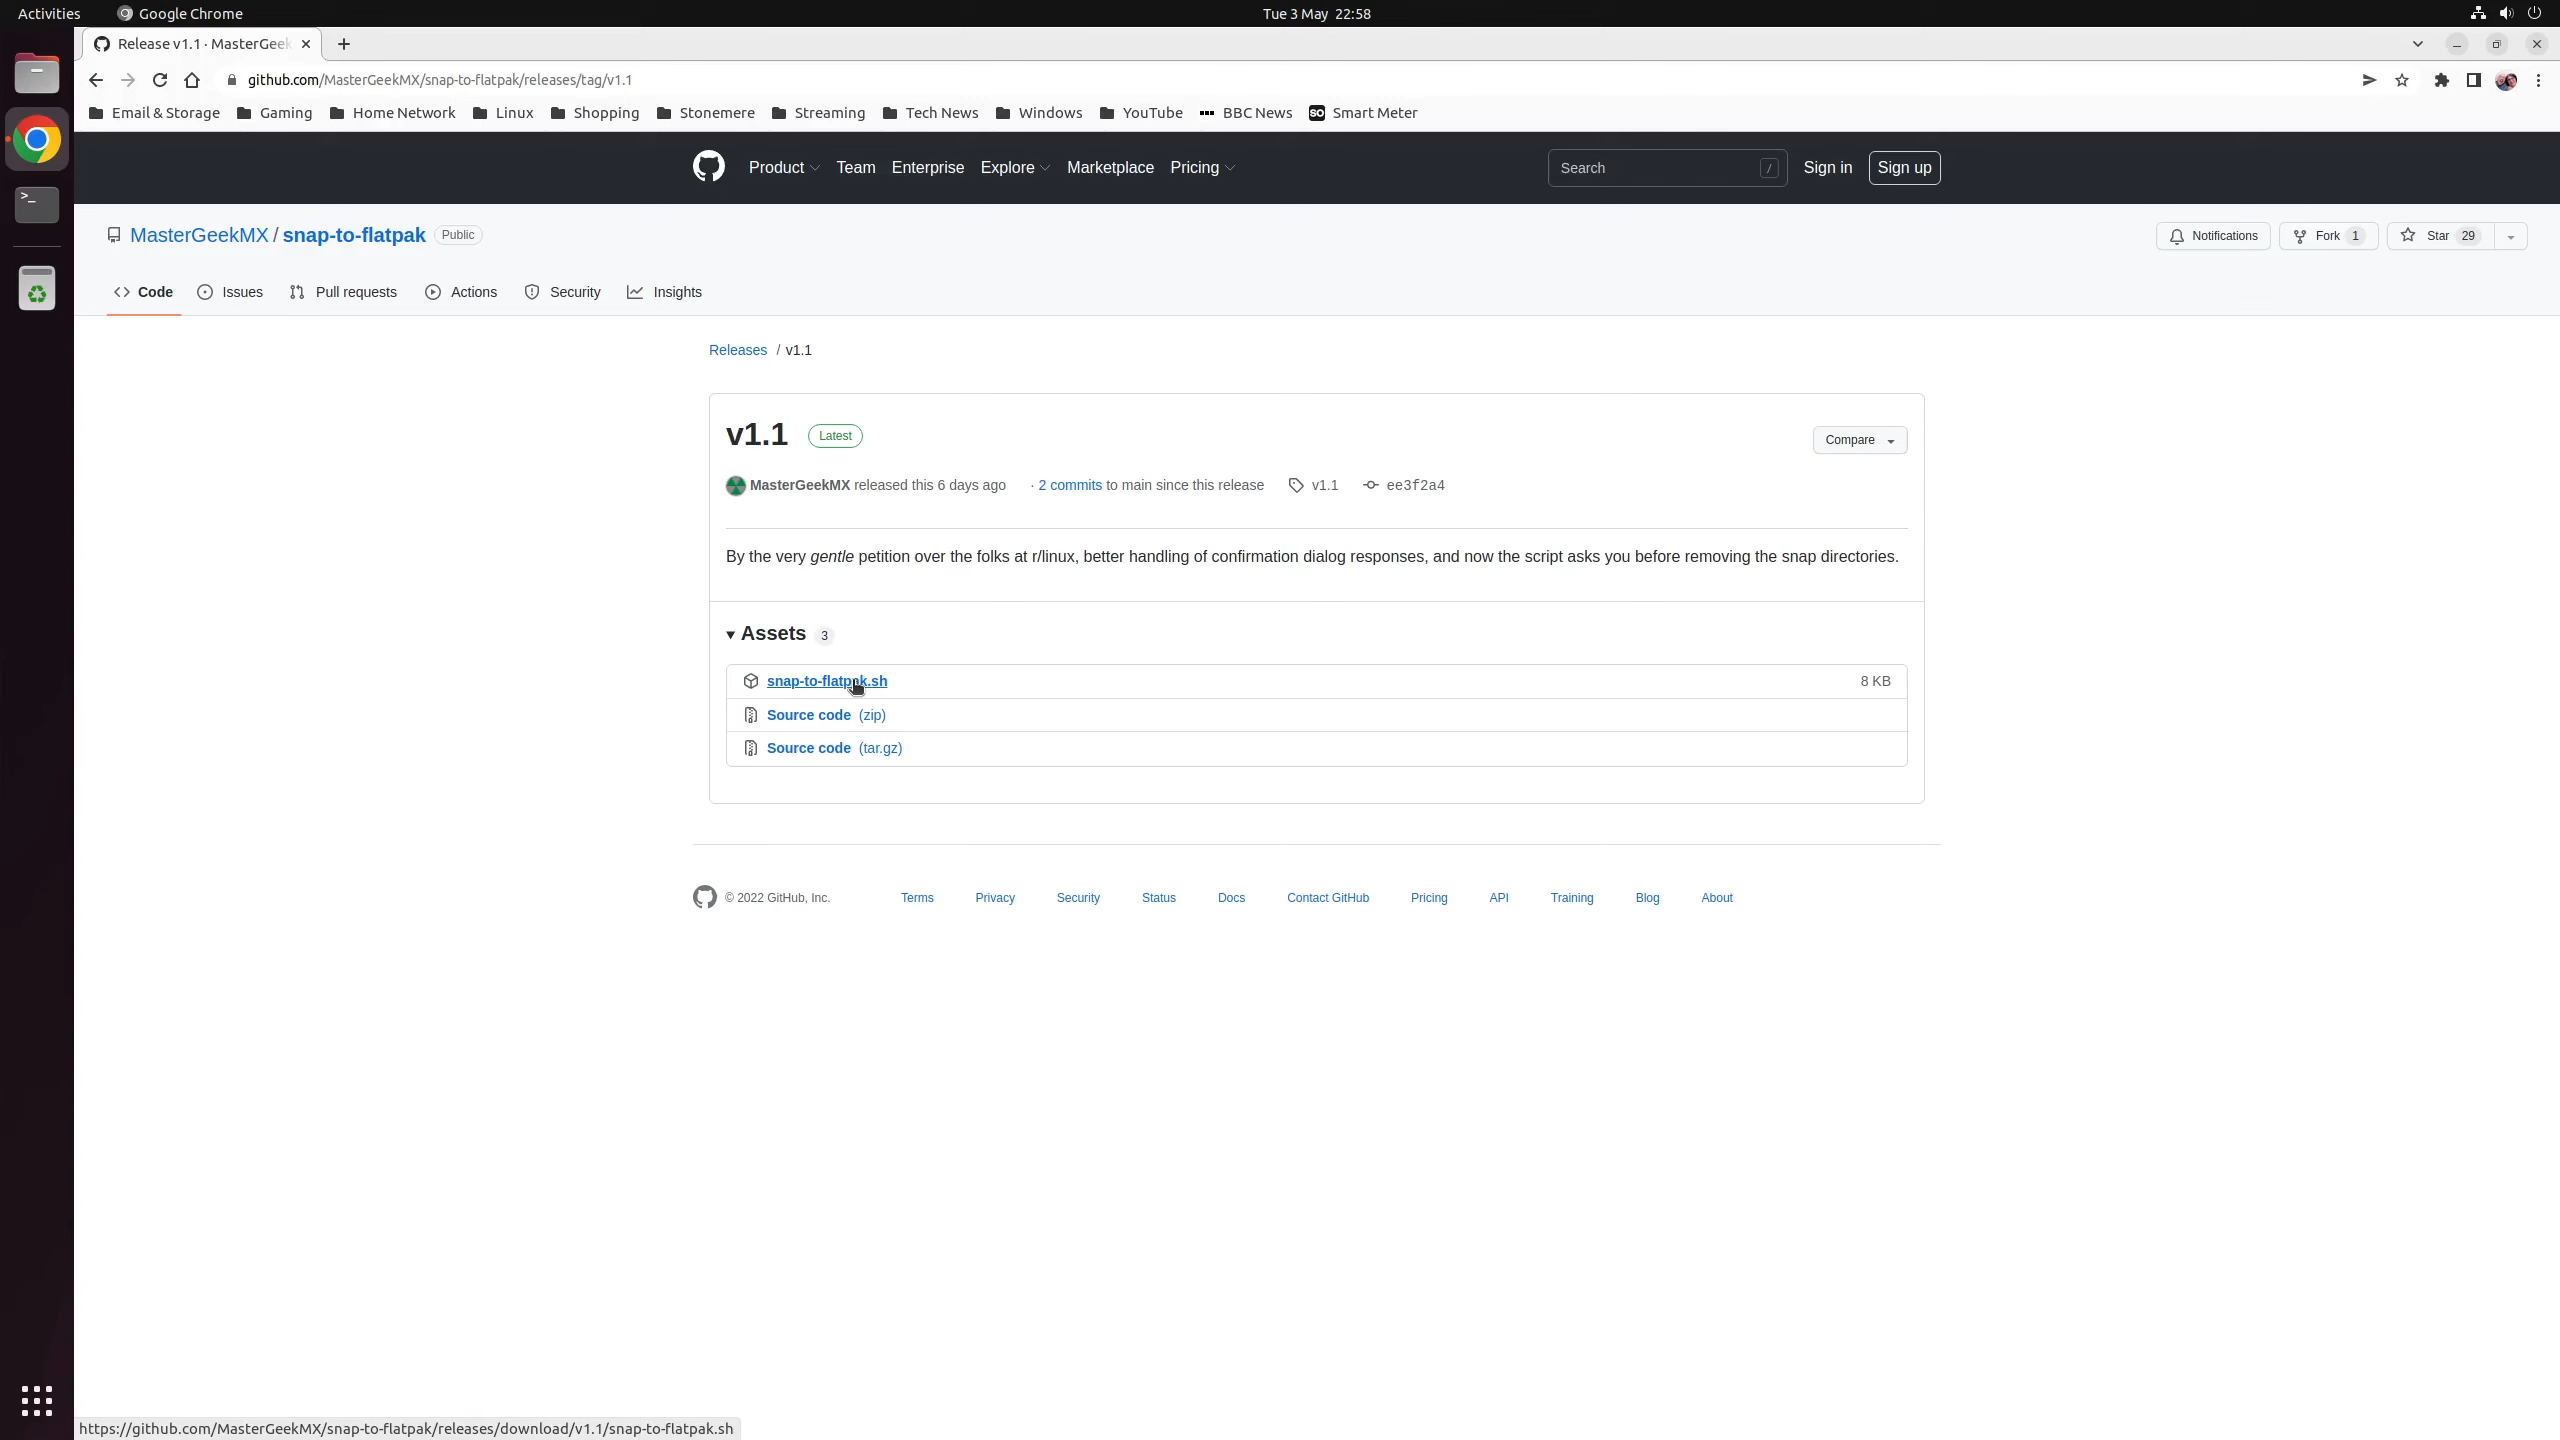 Activities Google Chrome Tue 3 May 22:58
Release v1.1 · MasterGeek
github.com/MasterGeekMX/snap-to-flatpak/releases/tag/v1.1
Email & Storage Gaming Home Network Linux Shopping Stonemere Streaming Tech News Windows YouTube BBC News SO Smart Meter
Product Team Enterprise Explore Marketplace Pricing Search / Sign in Sign up
MasterGeekMX / snap-to-flatpak Public Notifications Fork 1 Star 29
Code Issues Pull requests Actions Security Insights
Releases / v1.1
v1.1 Latest Compare
MasterGeekMX released this 6 days ago · 2 commits to main since this release v1.1 ee3f2a4
By the very gentle petition over the folks at r/linux, better handling of confirmation dialog responses, and now the script asks you before removing the snap directories.
Assets 3
snap-to-flatpak.sh 8 KB
Source code (zip)
Source code (tar.gz)
© 2022 GitHub, Inc. Terms Privacy Security Status Docs Contact GitHub Pricing API Training Blog About
https://github.com/MasterGeekMX/snap-to-flatpak/releases/download/v1.1/snap-to-flatpak.sh